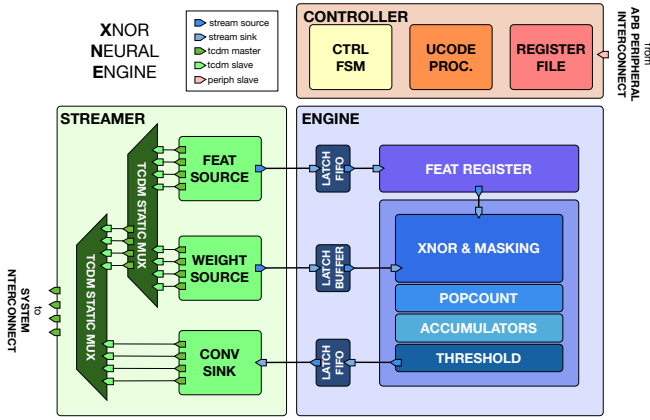 XNOR
NEURAL
ENGINE
stream source
stream sink
tcdm master
tcdm slave
periph slave
CONTROLLER
CTRL
FSM
UCODE
PROC.
REGISTER
FILE
from
APB PERIPHERAL
INTERCONNECT
STREAMER
TCDM STATIC MUX
TCDM STATIC MUX
FEAT
SOURCE
WEIGHT
SOURCE
CONV
SINK
to
SYSTEM
NTERCONNECT
ENGINE
LATCH
FIFO
LATCH
BUFFER
LATCH
FIFO
FEAT REGISTER
XNOR & MASKING
POPCOUNT
ACCUMULATORS
THRESHOLD